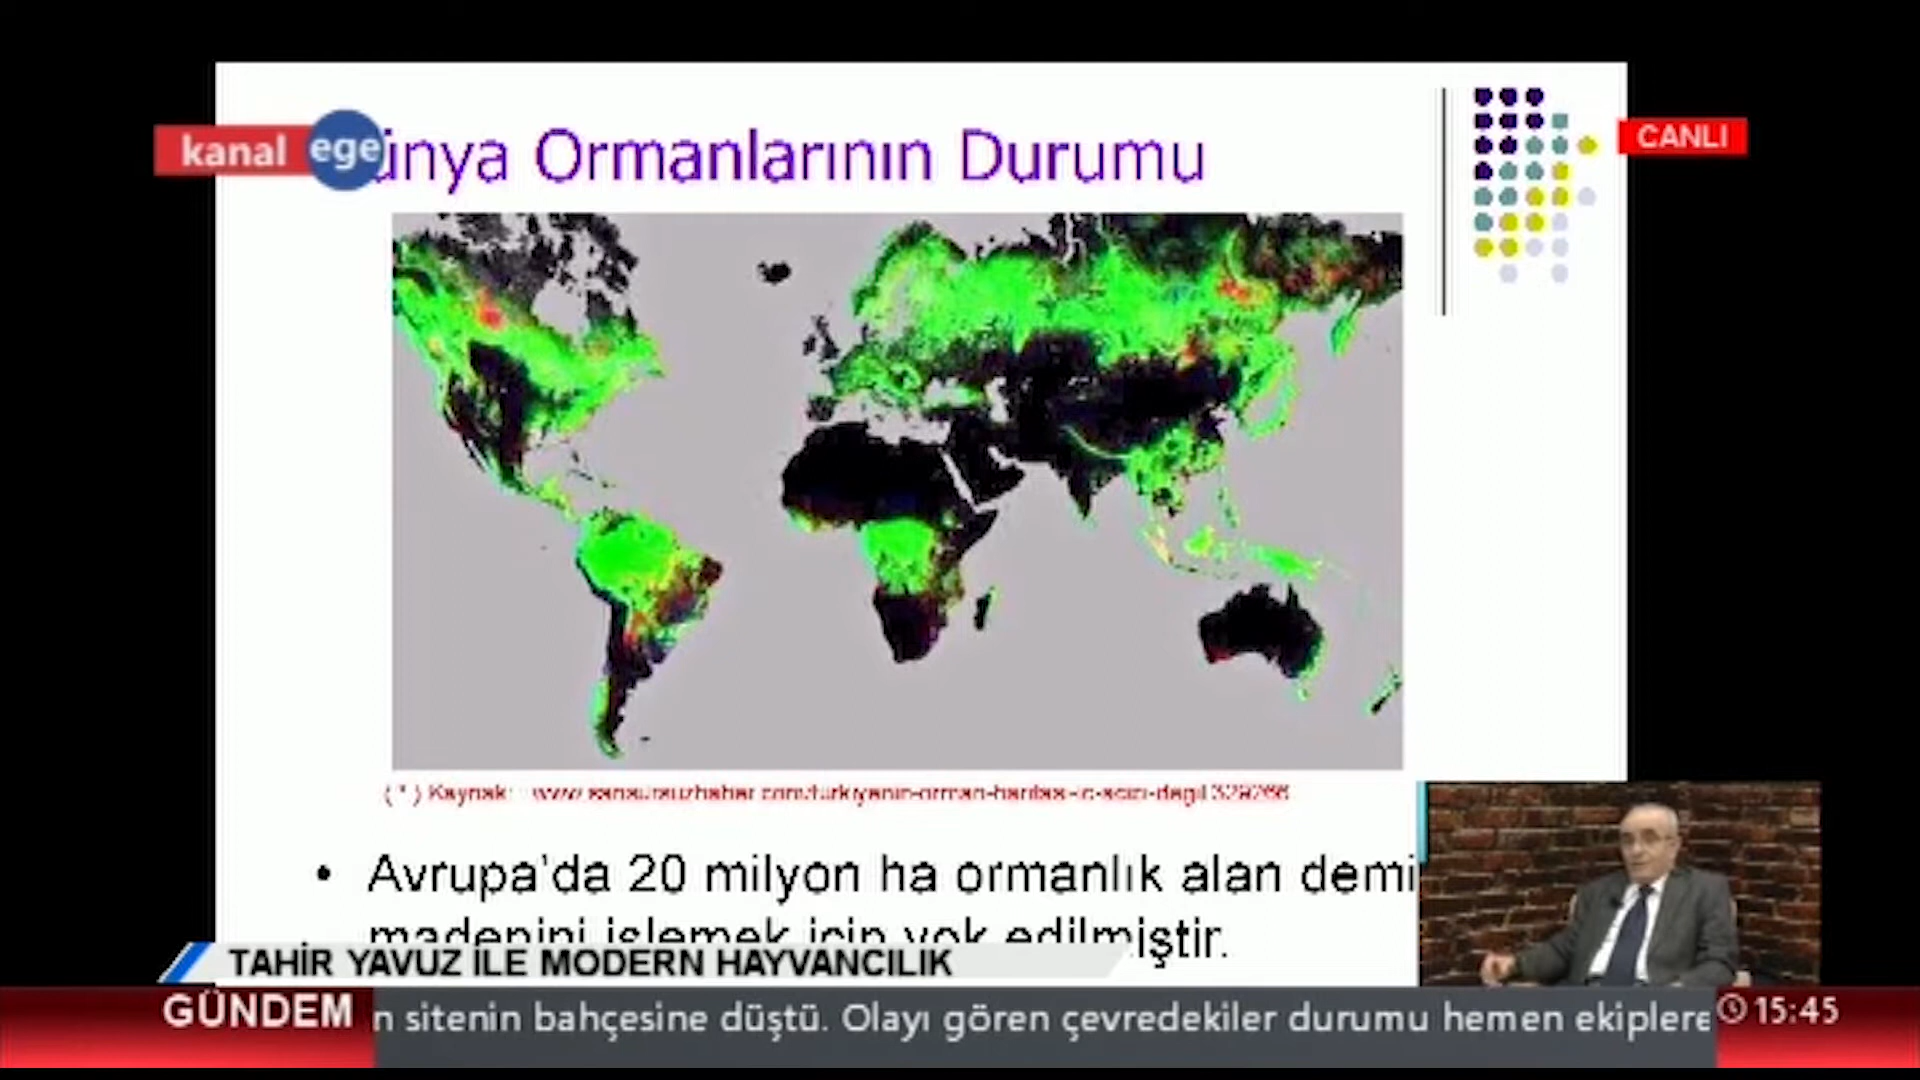 kanal ege
ünya Ormanlarının Durumu
CANLI
( * ) Kaynak:
Avrupa'da 20 milyon ha ormanlık alan demi
madenini işlemek için yok edilmiştir.
TAHİR YAVUZ İLE MODERN HAYVANCILIK
GÜNDEM n sitenin bahçesine düştü. Olayı gören çevredekiler durumu hemen ekiplere 15:45